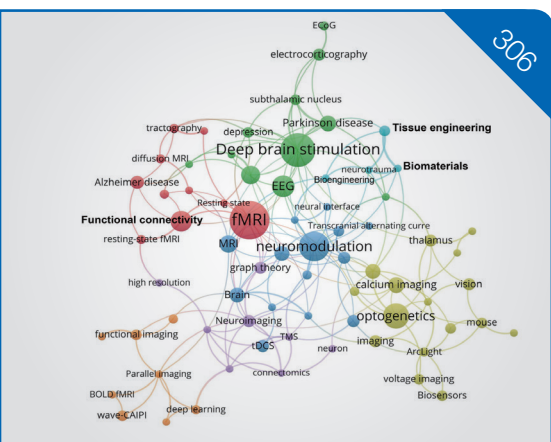 306
ECoG
electrocorticography
subthalamic nucleus
Parkinson disease
Tissue engineering
tractography
depression
Deep brain stimulation
diffusion MRI
neurotrauma
Biomaterials
Bioengineering
Alzheimer disease
EEG
Resting state
neural interface
Functional connectivity
fMRI
Transcranial alternating curre
resting-state fMRI
MRI
neuromodulation
thalamus
graph theory
high resolution
calcium imaging
vision
Brain
optogenetics
Neuroimaging
mouse
functional imaging
TMS
tDCS
neuron
imaging
ArcLight
Parallel imaging
connectomics
voltage imaging
BOLD fMRI
Biosensors
wave-CAIPI
deep learning